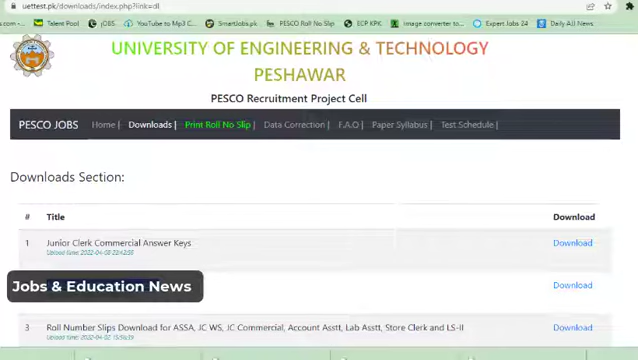 uettest.pk/downloads/index.php?link=dl
Talent Pool
jOBS
YouTube to Mp3 C...
SmartJobs.pk
PESCO Roll No Slip
ECP KPK
Image converter to...
Expert Jobs 24
Daily All News
UNIVERSITY OF ENGINEERING & TECHNOLOGY
PESHAWAR
PESCO Recruitment Project Cell
PESCO JOBS Home | Downloads | Print Roll No Slip | Data Correction | F.A.Q | Paper Syllabus | Test Schedule |
Downloads Section:
# Title Download
1 Junior Clerk Commercial Answer Keys Download
Jobs & Education News Download
3 Roll Number Slips Download for ASSA, JC WS, JC Commercial, Account Asstt, Lab Asstt, Store Clerk and LS-II Download